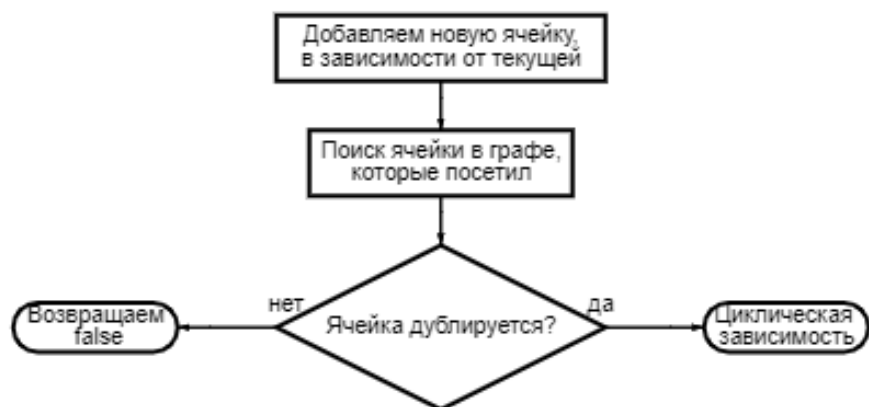 Добавляем новую ячейку,
в зависимости от текущей
Поиск ячейки в графе,
которые посетил
нет
да
Возвращаем
false
Ячейка дублируется?
Циклическая
зависимость